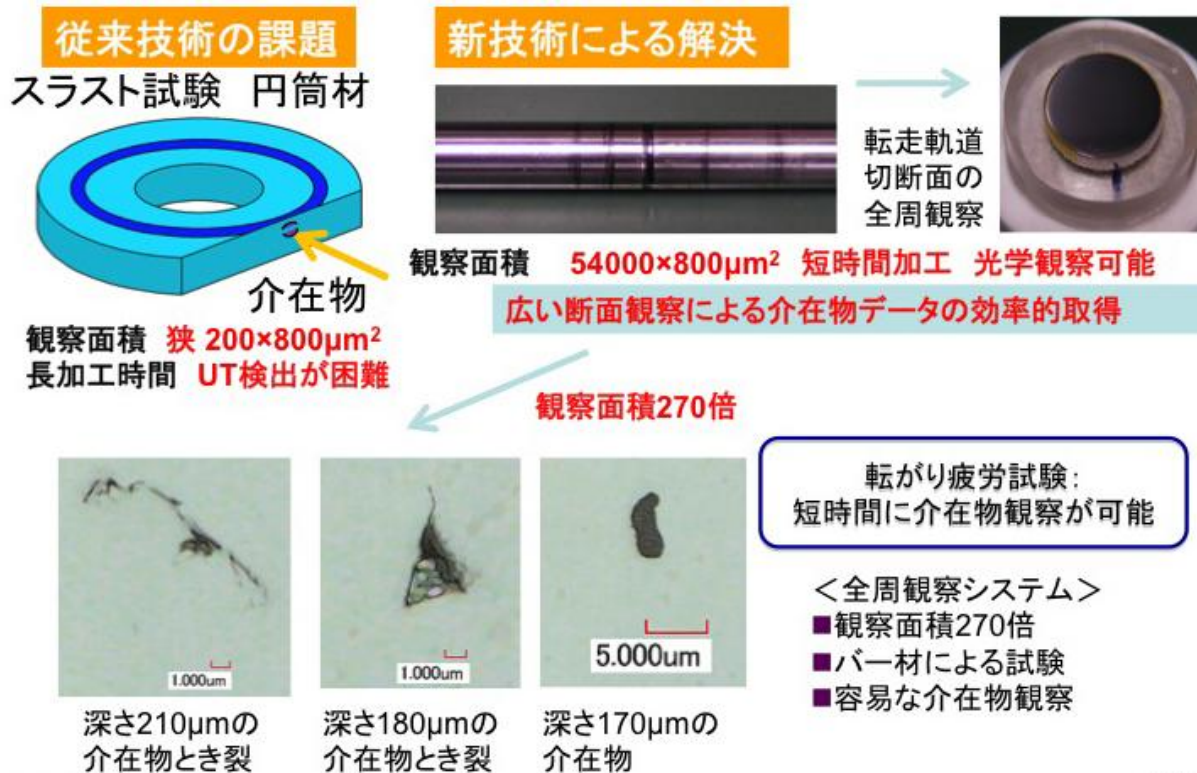 従来技術の課題
スラスト試験 円筒材
介在物
観察面積 狭 200×800μm²
長加工時間 UT検出が困難
新技術による解決
転走軌道
切断面の
全周観察
観察面積 54000×800μm² 短時間加工 光学観察可能
広い断面観察による介在物データの効率的取得
観察面積270倍
1.000um
深さ210μmの
介在物とき裂
1.000um
深さ180μmの
介在物とき裂
5.000um
深さ170μmの
介在物
転がり疲労試験:
短時間に介在物観察が可能
＜全周観察システム＞
■観察面積270倍
■バー材による試験
■容易な介在物観察